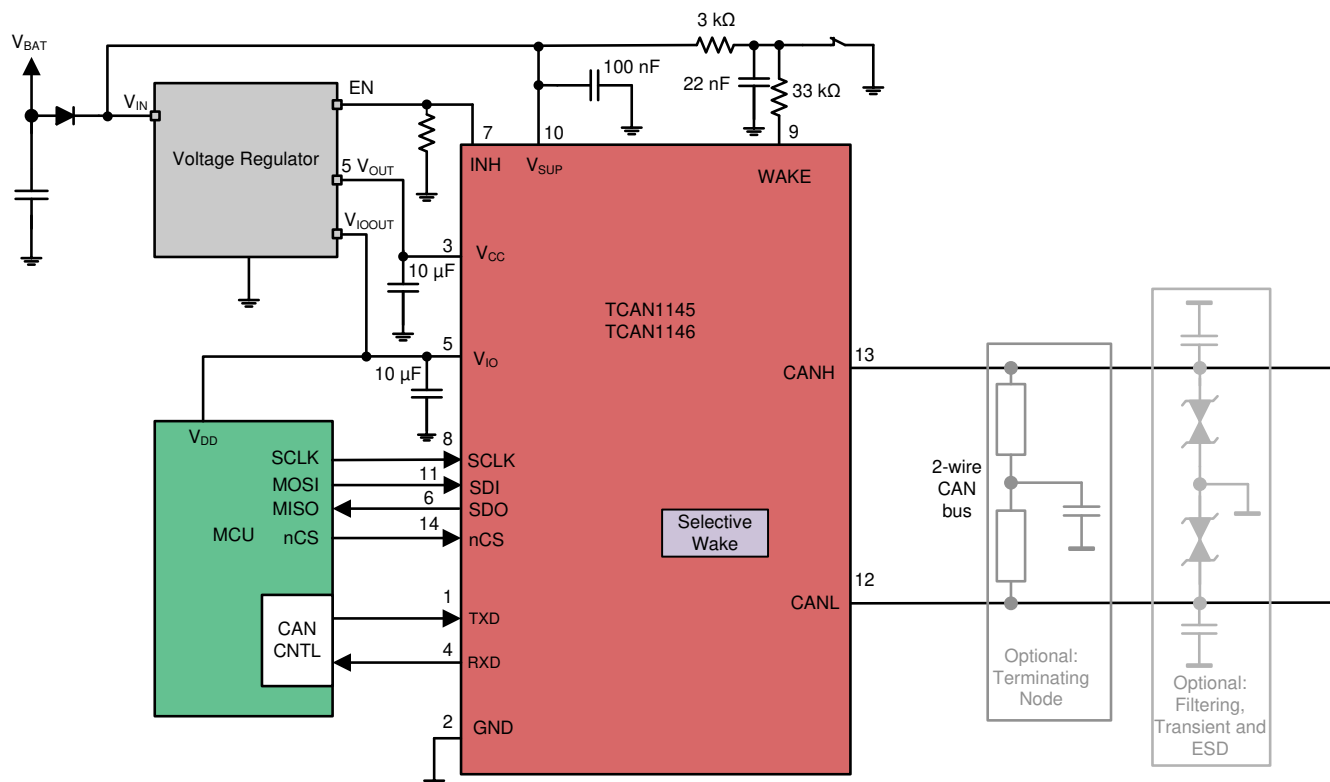 3 kΩ
VBAT
100 nF
22 nF
33 kΩ
VIN
EN
7
10
9
Voltage Regulator
INH
VSUP
WAKE
5 VOUT
VIOOUT
3
VCC
10 µF
TCAN1145
TCAN1146
5
VIO
13
10 µF
CANH
VDD
8
SCLK
SCLK
11
MOSI
SDI
6
MISO
SDO
MCU
14
nCS
nCS
2-wire
CAN
bus
Selective
Wake
12
CANL
1
TXD
CAN
CNTL
4
RXD
2
GND
Optional:
Terminating
Node
Optional:
Filtering,
Transient and
ESD